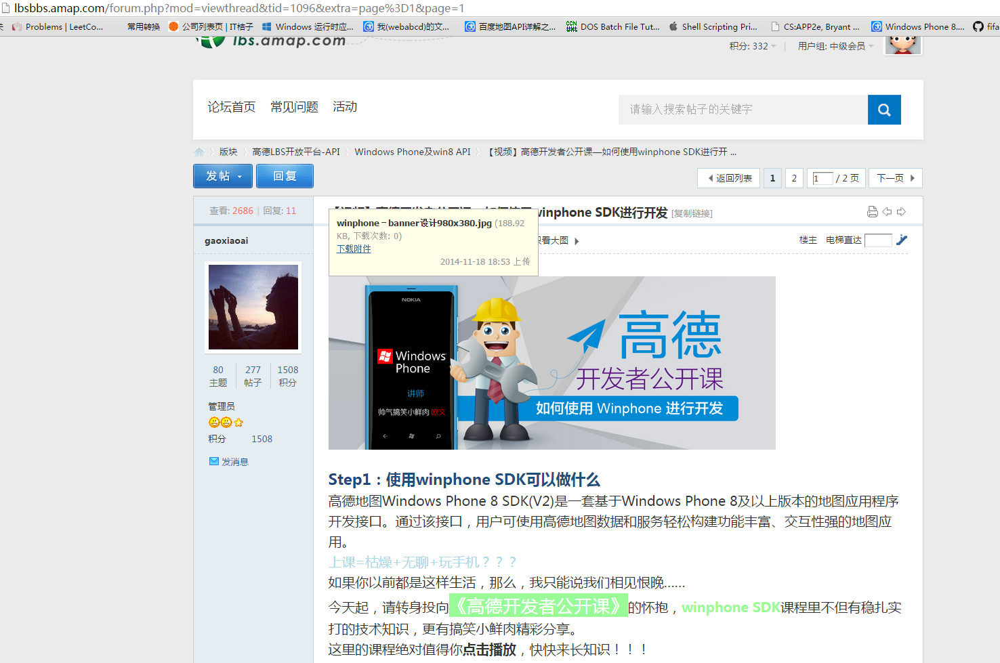 lbsbbs.amap.com/forum.php?mod=viewthread&tid=1096&extra=page%3D1&page=1
Problems | LeetCo... 常用转换 公司列表页 | IT桔子 Windows 运行时应... 我(webabcd)的文... 百度地图API详解之... DOS Batch File Tut... Shell Scripting Pri... CS:APP2e, Bryant ... Windows Phone 8.... fifa
lbs.amap.com
积分: 332 | 用户组: 中级会员
论坛首页 常见问题 活动
请输入搜索帖子的关键字
版块 高德LBS开放平台-API Windows Phone及win8 API 【视频】高德开发者公开课—如何使用winphone SDK进行开 ...
发帖 回复
返回列表 1 2 1 / 2 页 下一页
查看: 2686 | 回复: 11
winphone SDK进行开发 [复制链接]
winphone－banner设计980x380.jpg (188.92
KB, 下载次数: 0)
下载附件
2014-11-18 18:53 上传
gaoxiaoai
只看大图
楼主 电梯直达
NOKIA
Windows
Phone
讲师
帅气搞笑小鲜肉 欧文
高德
开发者公开课
如何使用 Winphone 进行开发
80 277 1508
主题 帖子 积分
管理员
积分 1508
发消息
Step1：使用winphone SDK可以做什么
高德地图Windows Phone 8 SDK(V2)是一套基于Windows Phone 8及以上版本的地图应用程序
开发接口。通过该接口，用户可使用高德地图数据和服务轻松构建功能丰富、交互性强的地图应
用。
上课=枯燥+无聊+玩手机？？？
如果你以前都是这样生活，那么，我只能说我们相见恨晚……
今天起，请转身投向《高德开发者公开课》的怀抱，winphone SDK课程里不但有稳扎实
打的技术知识，更有搞笑小鲜肉精彩分享。
这里的课程绝对值得你点击播放，快快来长知识！！！